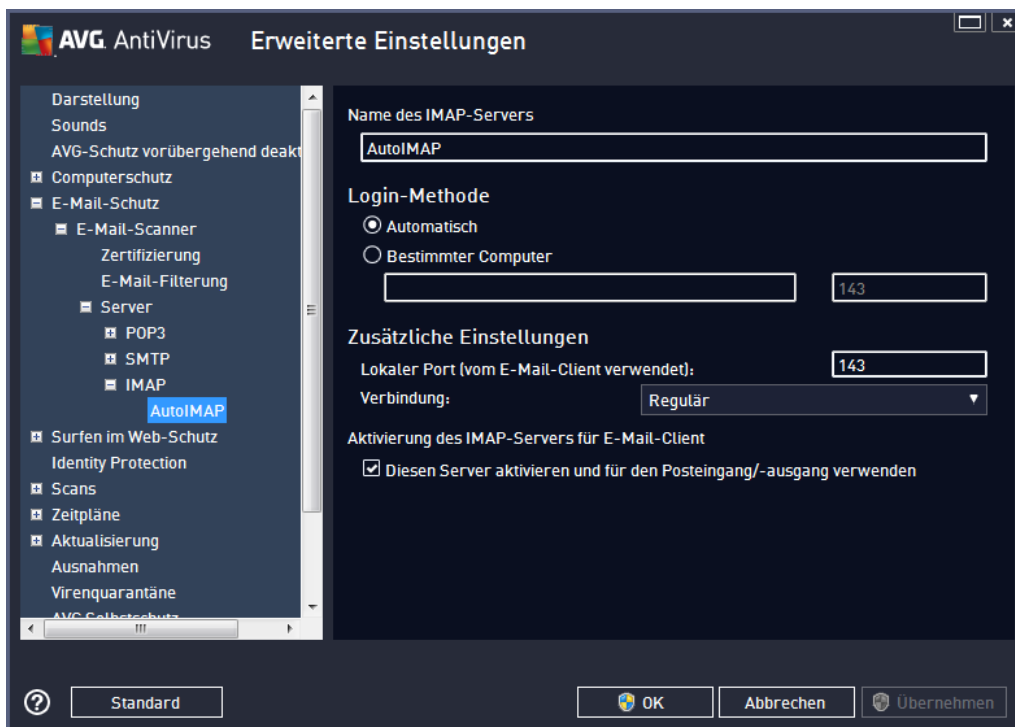 AVG. AntiVirus Erweiterte Einstellungen
Darstellung
Sounds
AVG-Schutz vorübergehend deakt
Computerschutz
E-Mail-Schutz
E-Mail-Scanner
Zertifizierung
E-Mail-Filterung
Server
POP3
SMTP
IMAP
AutoIMAP
Surfen im Web-Schutz
Identity Protection
Scans
Zeitpläne
Aktualisierung
Ausnahmen
Virenquarantäne
AVG Selbstschutz
Name des IMAP-Servers
AutoIMAP
Login-Methode
Automatisch
Bestimmter Computer
143
Zusätzliche Einstellungen
Lokaler Port (vom E-Mail-Client verwendet): 143
Verbindung: Regulär
Aktivierung des IMAP-Servers für E-Mail-Client
Diesen Server aktivieren und für den Posteingang/-ausgang verwenden
Standard OK Abbrechen Übernehmen